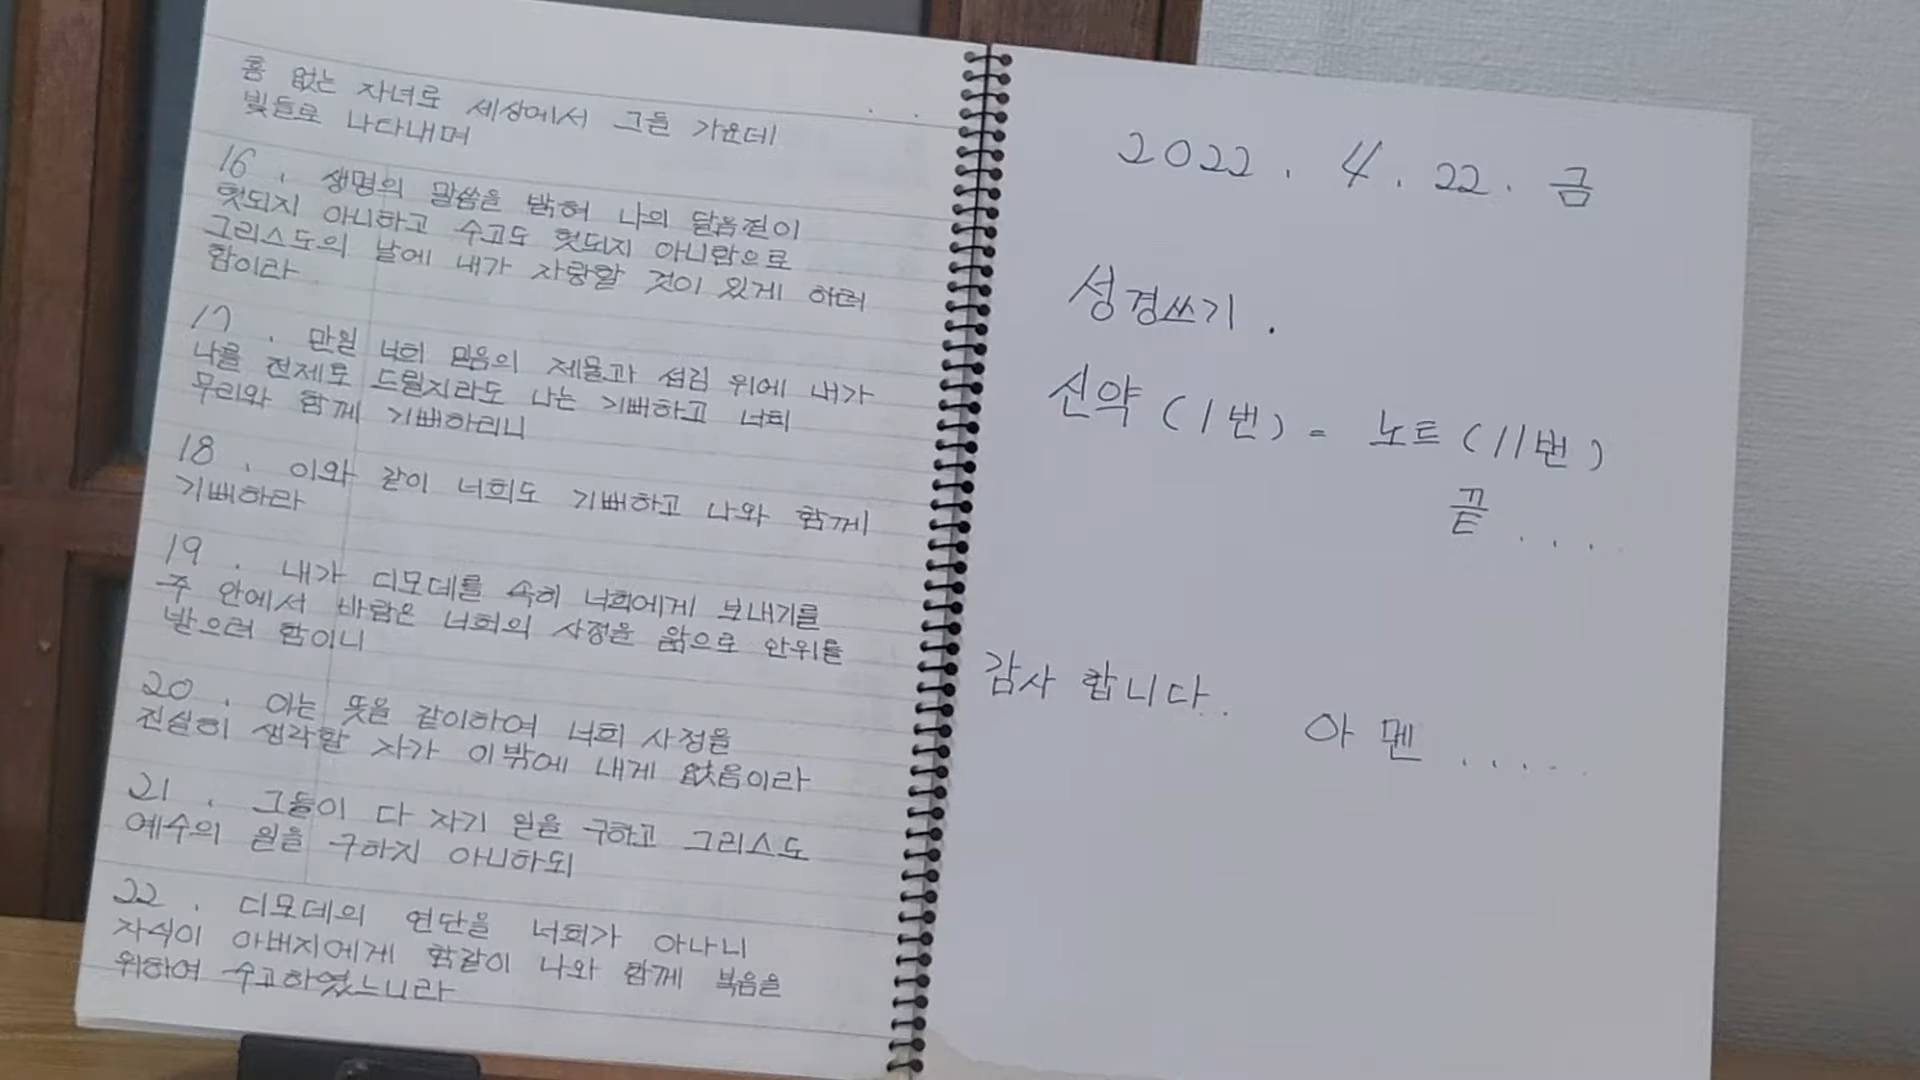 흠 없는 자녀로 세상에서 그들 가운데
빛들로 나타내며
16. 생명의 말씀을 밝혀 나의 달음질이
헛되지 아니하고 수고도 헛되지 아니함으로
그리스도의 날에 내가 자랑할 것이 있게 하려
함이라
17. 만일 너희 믿음의 제물과 섬김 위에 내가
나를 전제로 드릴지라도 나는 기뻐하고 너희
무리와 함께 기뻐하리니
18. 이와 같이 너희도 기뻐하고 나와 함께
기뻐하라
19. 내가 디모데를 속히 너희에게 보내기를
주 안에서 바람은 너희의 사정을 앎으로 안위를
받으려 함이니
20. 이는 뜻을 같이하여 너희 사정을
진실히 생각할 자가 이밖에 내게 없음이라
21. 그들이 다 자기 일을 구하고 그리스도
예수의 일을 구하지 아니하되
22. 디모데의 연단을 너희가 아나니
자식이 아버지에게 함같이 나와 함께 복음을
위하여 수고하였느니라
2022. 4. 22. 금
성경쓰기.
신약 (1번) - 노트 (11번)
끝 ....
감사 합니다..
아 멘 .....